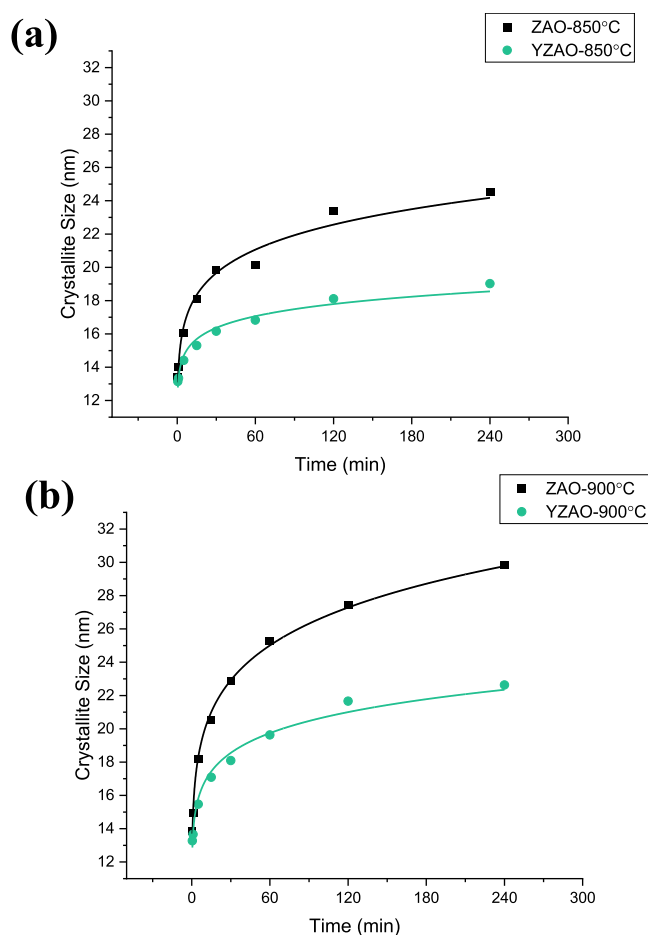 (a)
ZAO-850°C
YZAO-850°C
32
30
28
26
24
22
20
18
16
14
12
Crystallite Size (nm)
0 60 120 180 240 300
Time (min)
(b)
ZAO-900°C
YZAO-900°C
32
30
28
26
24
22
20
18
16
14
12
Crystallite Size (nm)
0 60 120 180 240 300
Time (min)